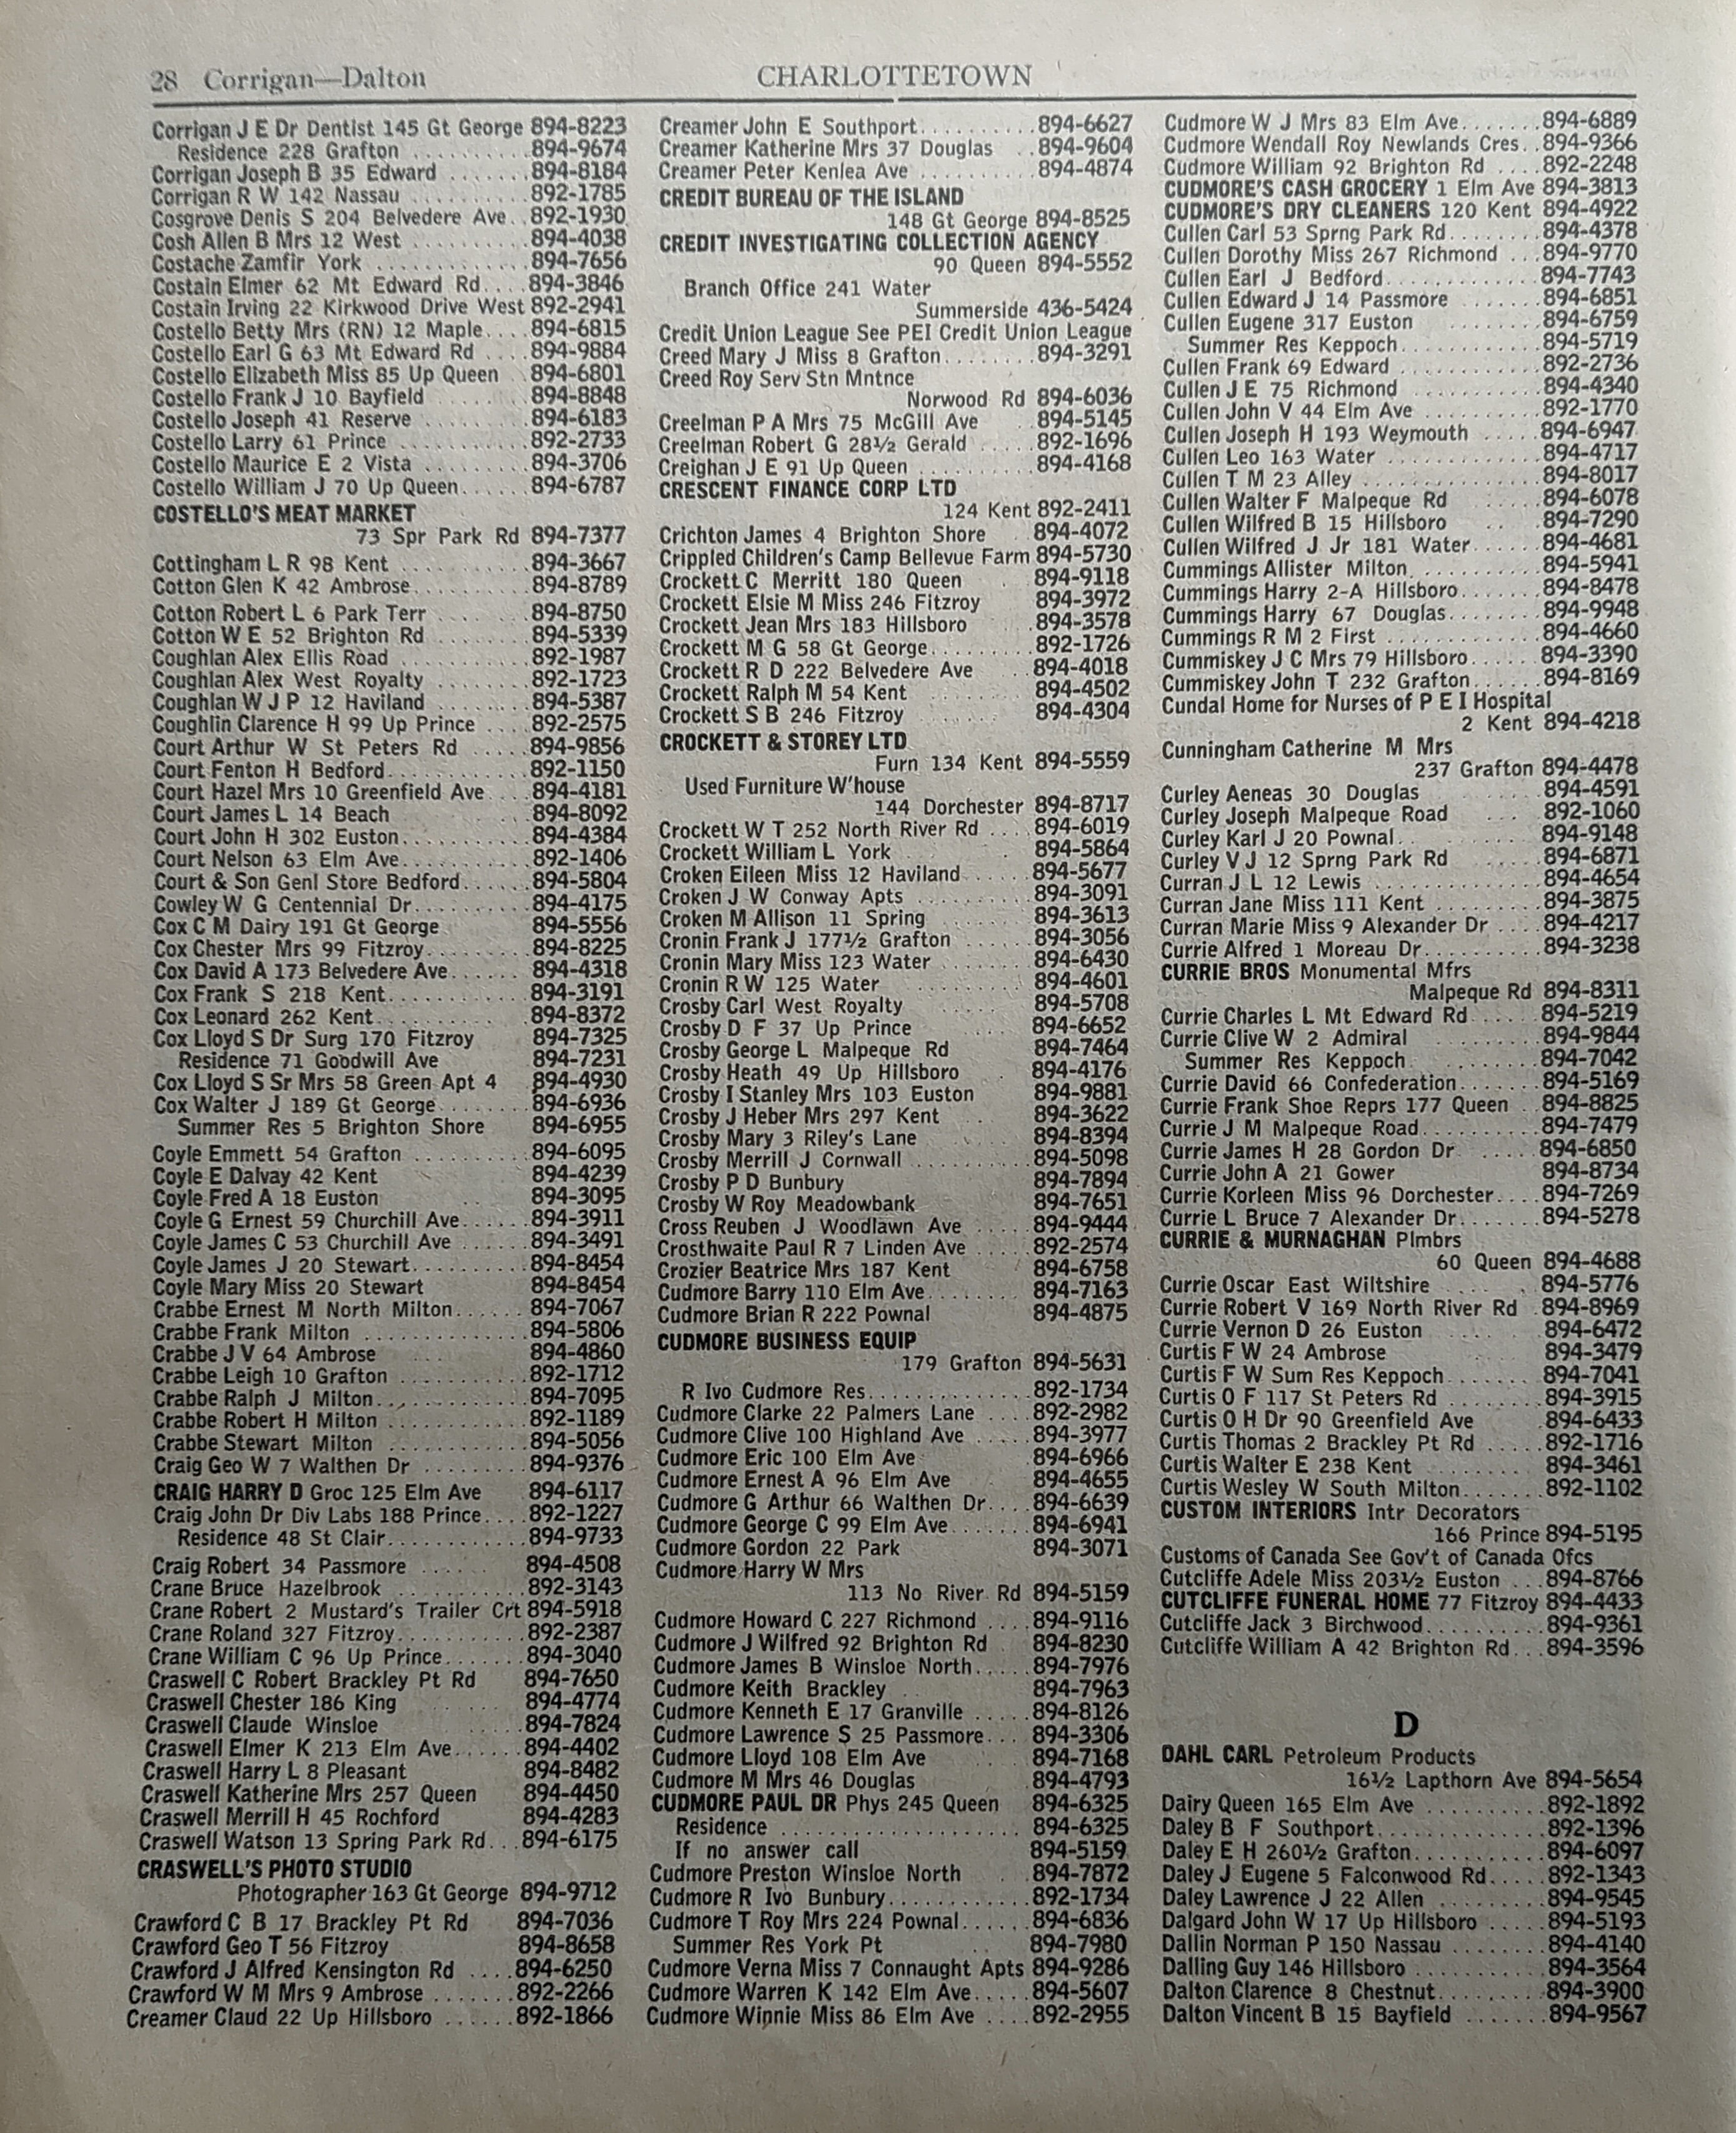 28 Corrigan—Dalton
CHARLOTTETOWN
Corrigan J E Dr Dentist 145 Gt George 894-8223
Residence 228 Grafton .......... 894-9674
Corrigan Joseph B 35 Edward ....... 894-8184
Corrigan R W 142 Nassau ......... 892-1785
Cosgrove Denis S 204 Belvedere Ave.. 892-1930
Cosh Allen B Mrs 12 West .......... 894-4038
Costache Zamfir York ............. 894-7656
Costain Elmer 62 Mt Edward Rd.... 894-3846
Costain Irving 22 Kirkwood Drive West 892-2941
Costello Betty Mrs (RN) 12 Maple.... 894-6815
Costello Earl G 63 Mt Edward Rd .... 894-9884
Costello Elizabeth Miss 85 Up Queen .. 894-6801
Costello Frank J 10 Bayfield ....... 894-8848
Costello Joseph 41 Reserve ........ 894-6183
Costello Larry 61 Prince ........... 892-2733
Costello Maurice E 2 Vista ......... 894-3706
Costello William J 70 Up Queen...... 894-6787
COSTELLO'S MEAT MARKET
73 Spr Park Rd 894-7377
Cottingham L R 98 Kent .......... 894-3667
Cotton Glen K 42 Ambrose.......... 894-8789
Cotton Robert L 6 Park Terr ....... 894-8750
Cotton W E 52 Brighton Rd ........ 894-5339
Coughlan Alex Ellis Road .......... 892-1987
Coughlan Alex West Royalty ........ 892-1723
Coughlan W J P 12 Haviland ....... 894-5387
Coughlin Clarence H 99 Up Prince .... 892-2575
Court Arthur W St Peters Rd ..... 894-9856
Court Fenton H Bedford............ 892-1150
Court Hazel Mrs 10 Greenfield Ave .... 894-4181
Court James L 14 Beach .......... 894-8092
Court John H 302 Euston........... 894-4384
Court Nelson 63 Elm Ave........... 892-1406
Court & Son Genl Store Bedford...... 894-5804
Cowley W G Centennial Dr.......... 894-4175
Cox C M Dairy 191 Gt George ...... 894-5556
Cox Chester Mrs 99 Fitzroy......... 894-8225
Cox David A 173 Belvedere Ave....... 894-4318
Cox Frank S 218 Kent............ 894-3191
Cox Leonard 262 Kent............. 894-8372
Cox Lloyd S Dr Surg 170 Fitzroy 894-7325
Residence 71 Goodwill Ave 894-7231
Cox Lloyd S Sr Mrs 58 Green Apt 4 894-4930
Cox Walter J 189 Gt George........ 894-6936
Summer Res 5 Brighton Shore 894-6955
Coyle Emmett 54 Grafton .......... 894-6095
Coyle E Dalvay 42 Kent 894-4239
Coyle Fred A 18 Euston 894-3095
Coyle G Ernest 59 Churchill Ave...... 894-3911
Coyle James C 53 Churchill Ave ...... 894-3491
Coyle James J 20 Stewart.......... 894-8454
Coyle Mary Miss 20 Stewart 894-8454
Crabbe Ernest M North Milton...... 894-7067
Crabbe Frank Milton .............. 894-5806
Crabbe J V 64 Ambrose 894-4860
Crabbe Leigh 10 Grafton .......... 892-1712
Crabbe Ralph J Milton............ 894-7095
Crabbe Robert H Milton .......... 892-1189
Crabbe Stewart Milton ........... 894-5056
Craig Geo W 7 Walthen Dr ......... 894-9376
CRAIG HARRY D Groc 125 Elm Ave 894-6117
Craig John Dr Div Labs 188 Prince.... 892-1227
Residence 48 St Clair............ 894-9733
Craig Robert 34 Passmore ...... 894-4508
Crane Bruce Hazelbrook ........... 892-3143
Crane Robert 2 Mustard's Trailer Crt 894-5918
Crane Roland 327 Fitzroy........... 892-2387
Crane William C 96 Up Prince....... 894-3040
Craswell C Robert Brackley Pt Rd 894-7650
Craswell Chester 186 King 894-4774
Craswell Claude Winsloe ...... 894-7824
Craswell Elmer K 213 Elm Ave...... 894-4402
Craswell Harry L 8 Pleasant 894-8482
Craswell Katherine Mrs 257 Queen 894-4450
Craswell Merrill H 45 Rochford 894-4283
Craswell Watson 13 Spring Park Rd... 894-6175
CRASWELL'S PHOTO STUDIO
Photographer 163 Gt George 894-9712
Crawford C B 17 Brackley Pt Rd 894-7036
Crawford Geo T 56 Fitzroy 894-8658
Crawford J Alfred Kensington Rd .... 894-6250
Crawford W M Mrs 9 Ambrose ....... 892-2266
Creamer Claud 22 Up Hillsboro ...... 892-1866
Creamer John E Southport.......... 894-6627
Creamer Katherine Mrs 37 Douglas .. 894-9604
Creamer Peter Kenlea Ave ......... 894-4874
CREDIT BUREAU OF THE ISLAND
148 Gt George 894-8525
CREDIT INVESTIGATING COLLECTION AGENCY
90 Queen 894-5552
Branch Office 241 Water
Summerside 436-5424
Credit Union League See PEI Credit Union League
Creed Mary J Miss 8 Grafton........ 894-3291
Creed Roy Serv Stn Mntnce
Norwood Rd 894-6036
Creelman P A Mrs 75 McGill Ave .. 894-5145
Creelman Robert G 28½ Gerald ..... 892-1696
Creighan J E 91 Up Queen .......... 894-4168
CRESCENT FINANCE CORP LTD
124 Kent 892-2411
Crichton James 4 Brighton Shore 894-4072
Crippled Children's Camp Bellevue Farm 894-5730
Crockett C Merritt 180 Queen 894-9118
Crockett Elsie M Miss 246 Fitzroy 894-3972
Crockett Jean Mrs 183 Hillsboro 894-3578
Crockett M G 58 Gt George......... 892-1726
Crockett R D 222 Belvedere Ave 894-4018
Crockett Ralph M 54 Kent 894-4502
Crockett S B 246 Fitzroy 894-4304
CROCKETT & STOREY LTD
Furn 134 Kent 894-5559
Used Furniture W'house
144 Dorchester 894-8717
Crockett W T 252 North River Rd .... 894-6019
Crockett William L York 894-5864
Croken Eileen Miss 12 Haviland...... 894-5677
Croken J W Conway Apts .......... 894-3091
Croken M Allison 11 Spring ........ 894-3613
Cronin Frank J 177½ Grafton ...... 894-3056
Cronin Mary Miss 123 Water ........ 894-6430
Cronin R W 125 Water ............ 894-4601
Crosby Carl West Royalty ..... 894-5708
Crosby D F 37 Up Prince 894-6652
Crosby George L Malpeque Rd 894-7464
Crosby Heath 49 Up Hillsboro 894-4176
Crosby I Stanley Mrs 103 Euston 894-9881
Crosby J Heber Mrs 297 Kent 894-3622
Crosby Mary 3 Riley's Lane 894-8394
Crosby Merrill J Cornwall .......... 894-5098
Crosby P D Bunbury 894-7894
Crosby W Roy Meadowbank 894-7651
Cross Reuben J Woodlawn Ave ..... 894-9444
Crosthwaite Paul R 7 Linden Ave ..... 892-2574
Crozier Beatrice Mrs 187 Kent 894-6758
Cudmore Barry 110 Elm Ave........ 894-7163
Cudmore Brian R 222 Pownal 894-4875
CUDMORE BUSINESS EQUIP
179 Grafton 894-5631
R Ivo Cudmore Res.............. 892-1734
Cudmore Clarke 22 Palmers Lane .... 892-2982
Cudmore Clive 100 Highland Ave ..... 894-3977
Cudmore Eric 100 Elm Ave 894-6966
Cudmore Ernest A 96 Elm Ave 894-4655
Cudmore G Arthur 66 Walthen Dr.... 894-6639
Cudmore George C 99 Elm Ave....... 894-6941
Cudmore Gordon 22 Park 894-3071
Cudmore Harry W Mrs
113 No River Rd 894-5159
Cudmore Howard C 227 Richmond .... 894-9116
Cudmore J Wilfred 92 Brighton Rd 894-8230
Cudmore James B Winsloe North..... 894-7976
Cudmore Keith Brackley 894-7963
Cudmore Kenneth E 17 Granville ..... 894-8126
Cudmore Lawrence S 25 Passmore... 894-3306
Cudmore Lloyd 108 Elm Ave 894-7168
Cudmore M Mrs 46 Douglas 894-4793
CUDMORE PAUL DR Phys 245 Queen 894-6325
Residence ..................... 894-6325
If no answer call 894-5159
Cudmore Preston Winsloe North 894-7872
Cudmore R Ivo Bunbury............ 892-1734
Cudmore T Roy Mrs 224 Pownal...... 894-6836
Summer Res York Pt 894-7980
Cudmore Verna Miss 7 Connaught Apts 894-9286
Cudmore Warren K 142 Elm Ave..... 894-5607
Cudmore Winnie Miss 86 Elm Ave .... 892-2955
Cudmore W J Mrs 83 Elm Ave....... 894-6889
Cudmore Wendall Roy Newlands Cres.. 894-9366
Cudmore William 92 Brighton Rd .... 892-2248
CUDMORE'S CASH GROCERY 1 Elm Ave 894-3813
CUDMORE'S DRY CLEANERS 120 Kent 894-4922
Cullen Carl 53 Sprng Park Rd........ 894-4378
Cullen Dorothy Miss 267 Richmond ... 894-9770
Cullen Earl J Bedford............. 894-7743
Cullen Edward J 14 Passmore ....... 894-6851
Cullen Eugene 317 Euston ........ 894-6759
Summer Res Keppoch............ 894-5719
Cullen Frank 69 Edward ........... 892-2736
Cullen J E 75 Richmond ........... 894-4340
Cullen John V 44 Elm Ave .......... 892-1770
Cullen Joseph H 193 Weymouth ..... 894-6947
Cullen Leo 163 Water ............. 894-4717
Cullen T M 23 Alley ............... 894-8017
Cullen Walter F Malpeque Rd ...... 894-6078
Cullen Wilfred B 15 Hillsboro .. 894-7290
Cullen Wilfred J Jr 181 Water...... 894-4681
Cummings Allister Milton........... 894-5941
Cummings Harry 2-A Hillsboro....... 894-8478
Cummings Harry 67 Douglas........ 894-9948
Cummings R M 2 First ............ 894-4660
Cummiskey J C Mrs 79 Hillsboro...... 894-3390
Cummiskey John T 232 Grafton...... 894-8169
Cundal Home for Nurses of P E I Hospital
2 Kent 894-4218
Cunningham Catherine M Mrs
237 Grafton 894-4478
Curley Aeneas 30 Douglas 894-4591
Curley Joseph Malpeque Road ... 892-1060
Curley Karl J 20 Pownal.. 894-9148
Curley V J 12 Sprng Park Rd ..... 894-6871
Curran J L 12 Lewis .............. 894-4654
Curran Jane Miss 111 Kent ......... 894-3875
Curran Marie Miss 9 Alexander Dr .... 894-4217
Currie Alfred 1 Moreau Dr.......... 894-3238
CURRIE BROS Monumental Mfrs
Malpeque Rd 894-8311
Currie Charles L Mt Edward Rd...... 894-5219
Currie Clive W 2 Admiral ......... 894-9844
Summer Res Keppoch ......... 894-7042
Currie David 66 Confederation....... 894-5169
Currie Frank Shoe Reprs 177 Queen .. 894-8825
Currie J M Malpeque Road.......... 894-7479
Currie James H 28 Gordon Dr ..... 894-6850
Currie John A 21 Gower 894-8734
Currie Korleen Miss 96 Dorchester.... 894-7269
Currie L Bruce 7 Alexander Dr....... 894-5278
CURRIE & MURNAGHAN Plmbrs
60 Queen 894-4688
Currie Oscar East Wiltshire .... 894-5776
Currie Robert V 169 North River Rd . 894-8969
Currie Vernon D 26 Euston ..... 894-6472
Curtis F W 24 Ambrose 894-3479
Curtis F W Sum Res Keppoch....... 894-7041
Curtis O F 117 St Peters Rd ........ 894-3915
Curtis O H Dr 90 Greenfield Ave 894-6433
Curtis Thomas 2 Brackley Pt Rd ..... 892-1716
Curtis Walter E 238 Kent ........ 894-3461
Curtis Wesley W South Milton....... 892-1102
CUSTOM INTERIORS Intr Decorators
166 Prince 894-5195
Customs of Canada See Gov't of Canada Ofcs
Cutcliffe Adele Miss 203½ Euston ... 894-8766
CUTCLIFFE FUNERAL HOME 77 Fitzroy 894-4433
Cutcliffe Jack 3 Birchwood.......... 894-9361
Cutcliffe William A 42 Brighton Rd... 894-3596
D
DAHL CARL Petroleum Products
16½ Lapthorn Ave 894-5654
Dairy Queen 165 Elm Ave .......... 892-1892
Daley B F Southport.............. 892-1396
Daley E H 260½ Grafton........... 894-6097
Daley J Eugene 5 Falconwood Rd..... 892-1343
Daley Lawrence J 22 Allen ......... 894-9545
Dalgard John W 17 Up Hillsboro ..... 894-5193
Dallin Norman P 150 Nassau ........ 894-4140
Dalling Guy 146 Hillsboro .......... 894-3564
Dalton Clarence 8 Chestnut.......... 894-3900
Dalton Vincent B 15 Bayfield ....... 894-9567